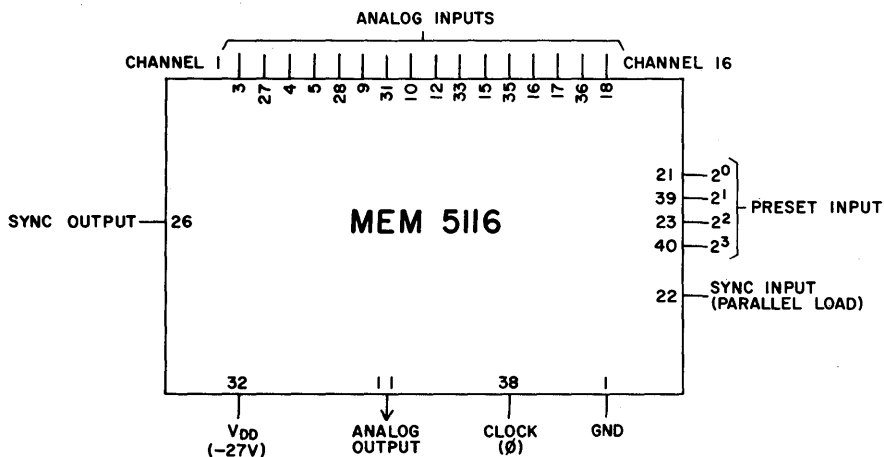 ANALOG INPUTS
CHANNEL 1
CHANNEL 16
3 27 4 5 28 9 31 10 12 33 15 35 16 17 36 18
21 2⁰
39 2¹
23 2²
40 2³
PRESET INPUT
SYNC OUTPUT 26
MEM 5116
22 SYNC INPUT
(PARALLEL LOAD)
32 11 38 1
VDD
(-27V)
ANALOG
OUTPUT
CLOCK
(Ø)
GND